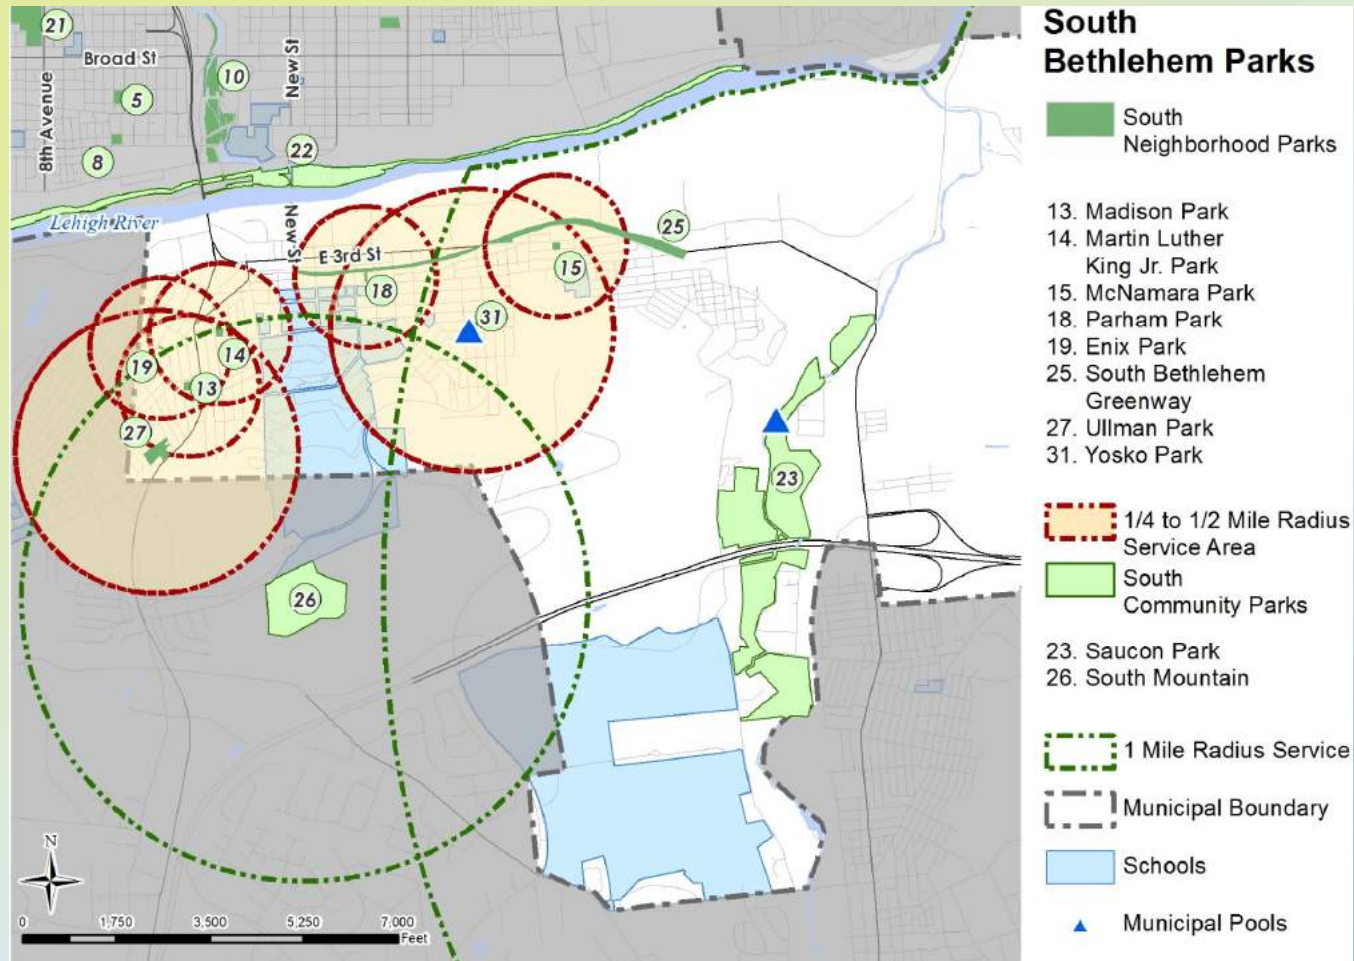 South
Bethlehem Parks
South
Neighborhood Parks
13. Madison Park
14. Martin Luther
King Jr. Park
15. McNamara Park
18. Parham Park
19. Enix Park
25. South Bethlehem
Greenway
27. Ullman Park
31. Yosko Park
1/4 to 1/2 Mile Radius
Service Area
South
Community Parks
23. Saucon Park
26. South Mountain
1 Mile Radius Service
Municipal Boundary
Schools
Municipal Pools
21
Broad St
8th Avenue
New St
10
5
8
22
Lehigh River
New St
E 3rd St
25
15
18
31
19
14
13
27
23
26
N
0 1,750 3,500 5,250 7,000
Feet